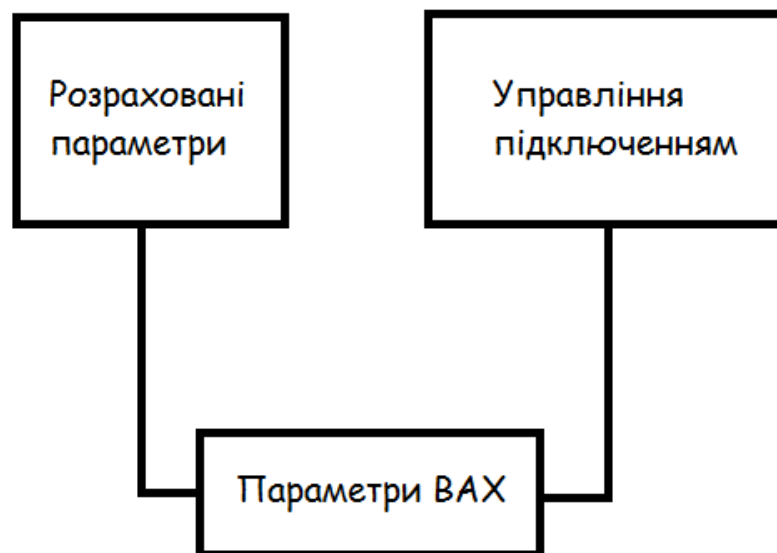 Розраховані
параметри
Управління
підключенням
Параметри ВАХ